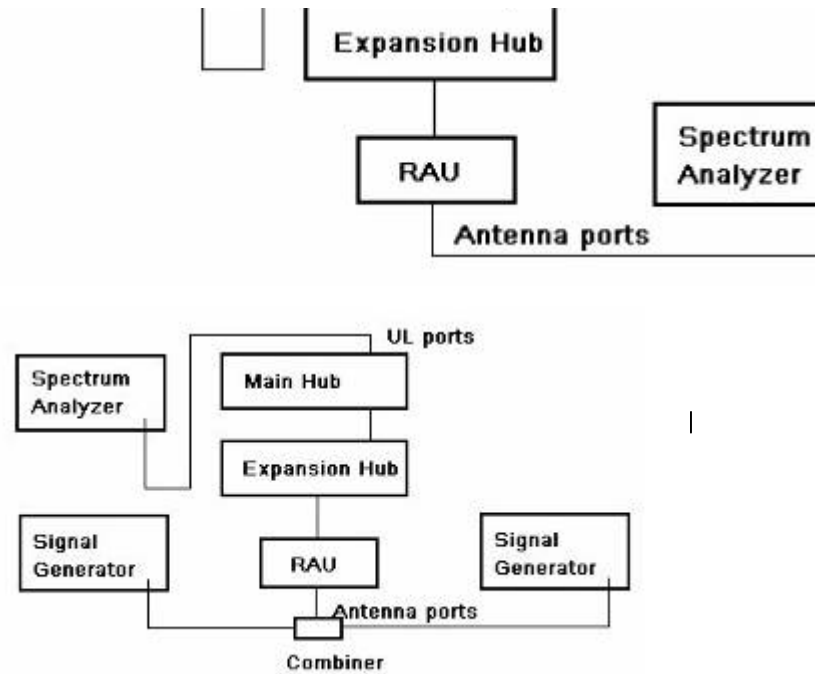 Expansion Hub
RAU
Spectrum
Analyzer
Antenna ports
UL ports
Spectrum
Analyzer
Main Hub
Expansion Hub
Signal
Generator
RAU
Signal
Generator
Antenna ports
Combiner